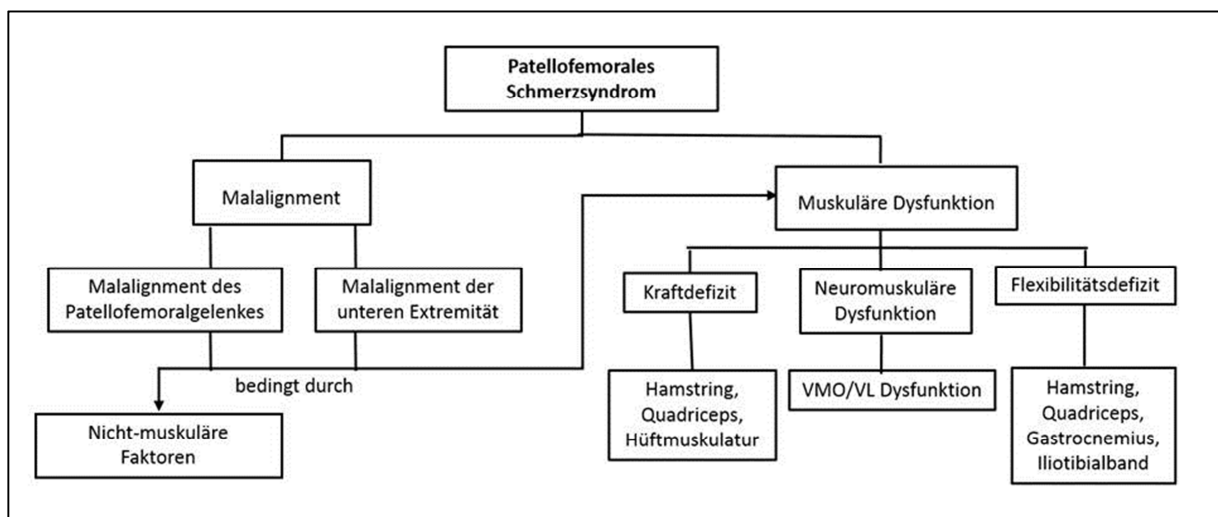 Patellofemorales
Schmerzsyndrom
Malalignment
Muskuläre Dysfunktion
Malalignment des
Patellofemoralgelenkes
Malalignment der
unteren Extremität
Kraftdefizit
Neuromuskuläre
Dysfunktion
Flexibilitätsdefizit
bedingt durch
Nicht-muskuläre
Faktoren
Hamstring,
Quadriceps,
Hüftmuskulatur
VMO/VL Dysfunktion
Hamstring,
Quadriceps,
Gastrocnemius,
Iliotibialband